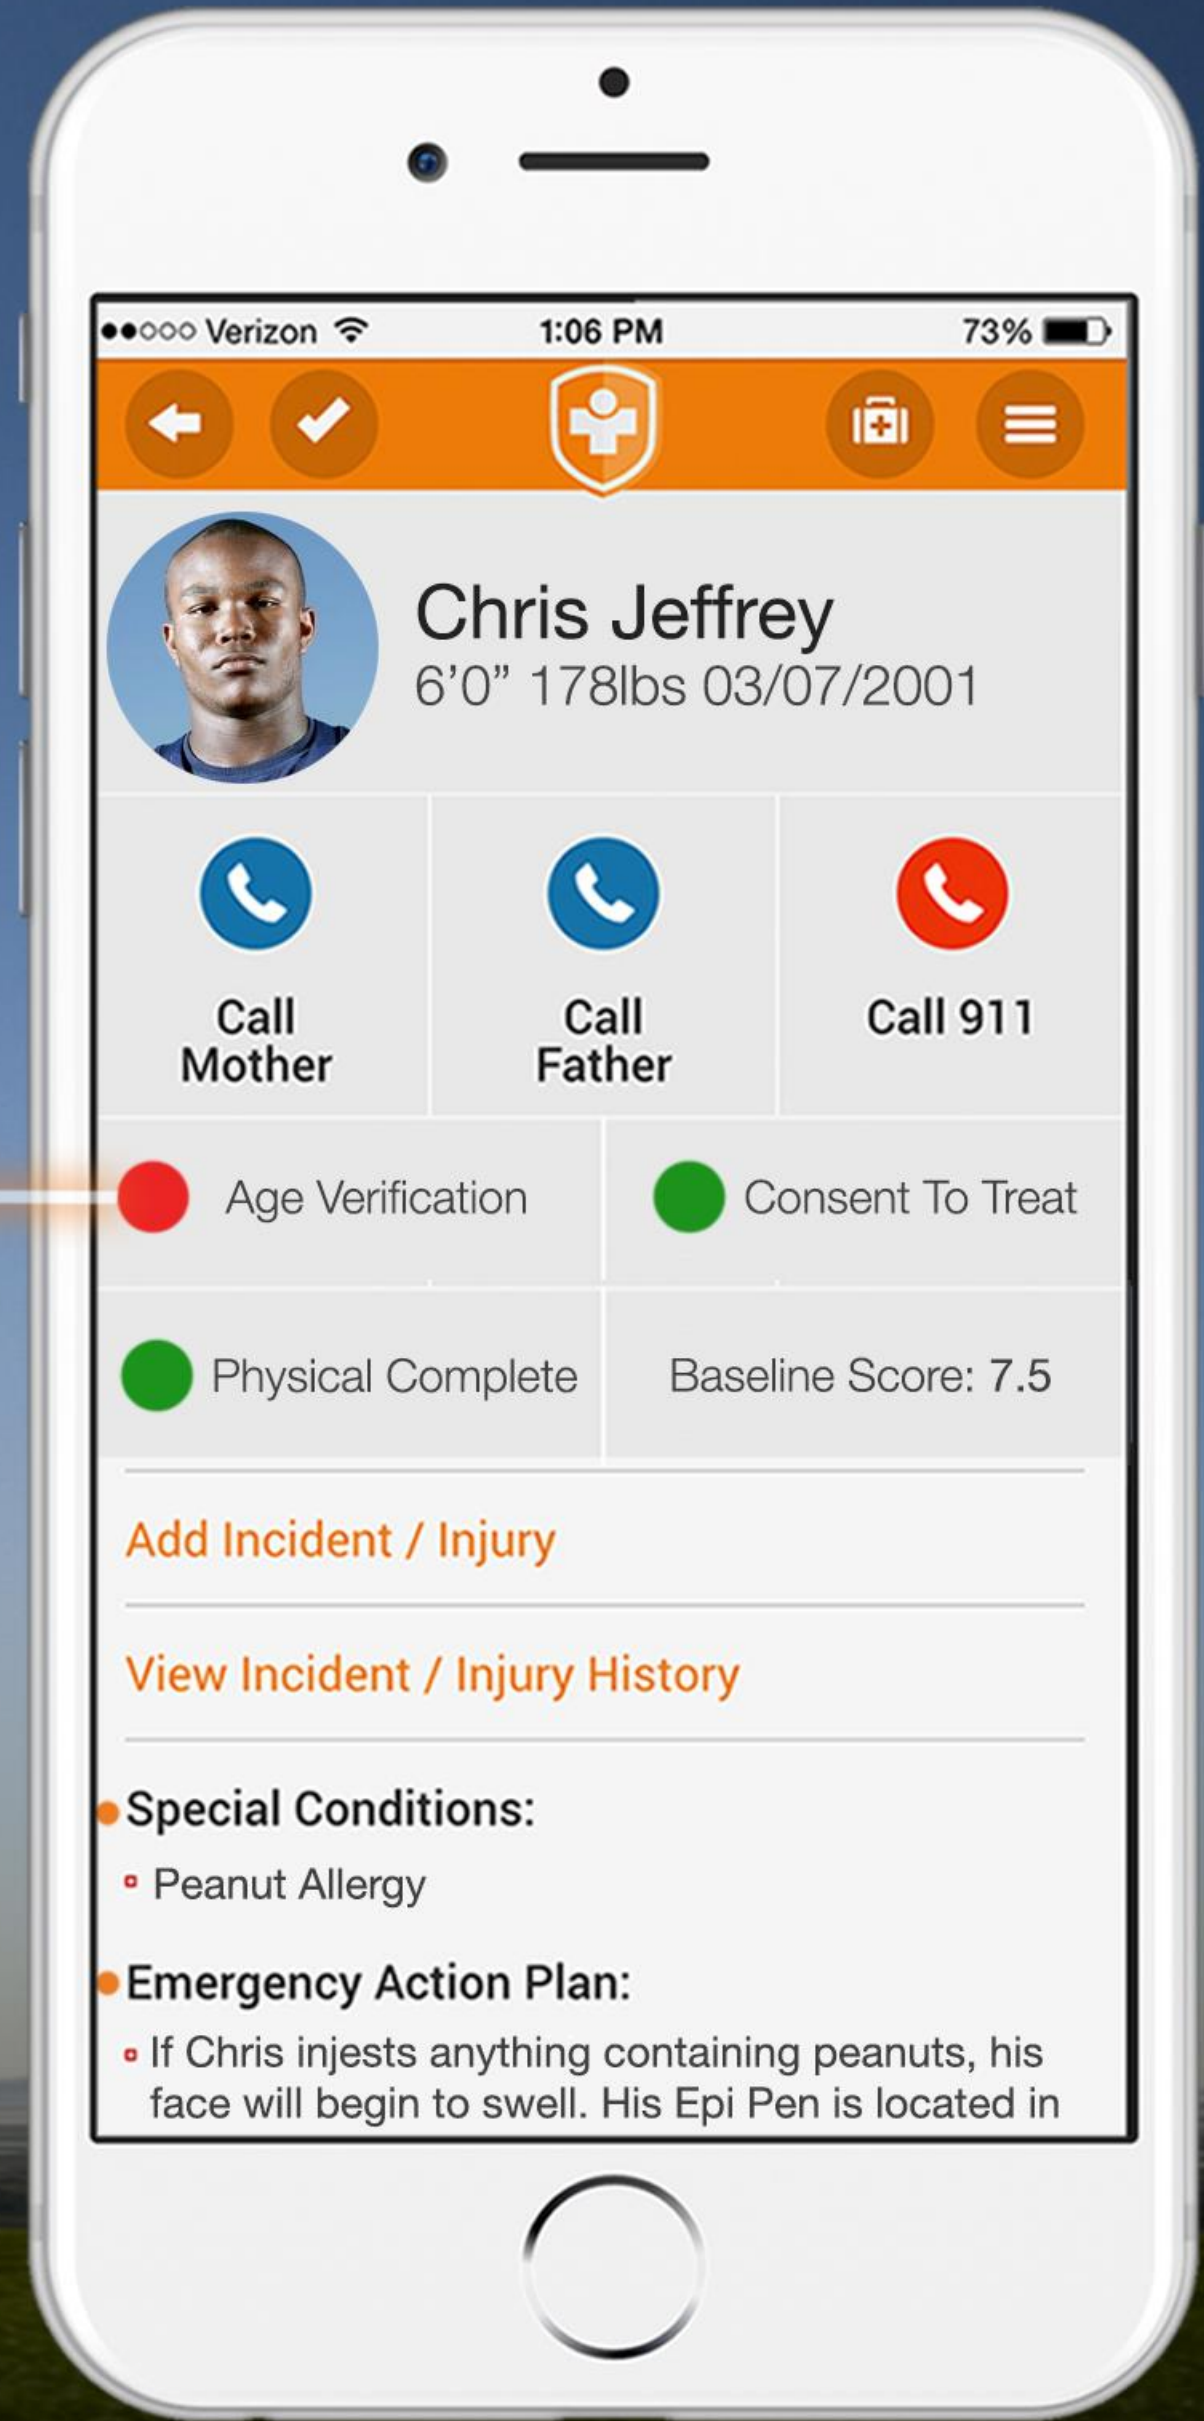 ●●○○○ Verizon 1:06 PM 73%
Chris Jeffrey
6’0” 178lbs 03/07/2001
Call
Mother
Call
Father
Call 911
Age Verification
Consent To Treat
Physical Complete
Baseline Score: 7.5
Add Incident / Injury
View Incident / Injury History
Special Conditions:
Peanut Allergy
Emergency Action Plan:
If Chris injests anything containing peanuts, his
face will begin to swell. His Epi Pen is located in